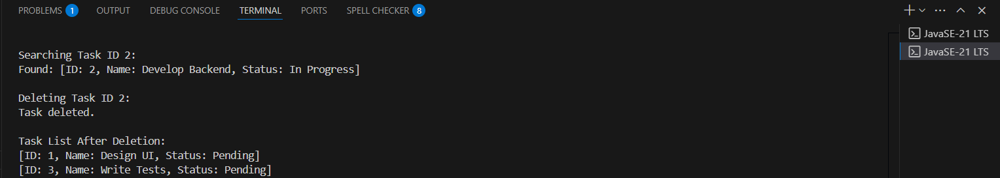 PROBLEMS 1 OUTPUT DEBUG CONSOLE TERMINAL PORTS SPELL CHECKER 8
JavaSE-21 LTS
JavaSE-21 LTS
Searching Task ID 2:
Found: [ID: 2, Name: Develop Backend, Status: In Progress]
Deleting Task ID 2:
Task deleted.
Task List After Deletion:
[ID: 1, Name: Design UI, Status: Pending]
[ID: 3, Name: Write Tests, Status: Pending]